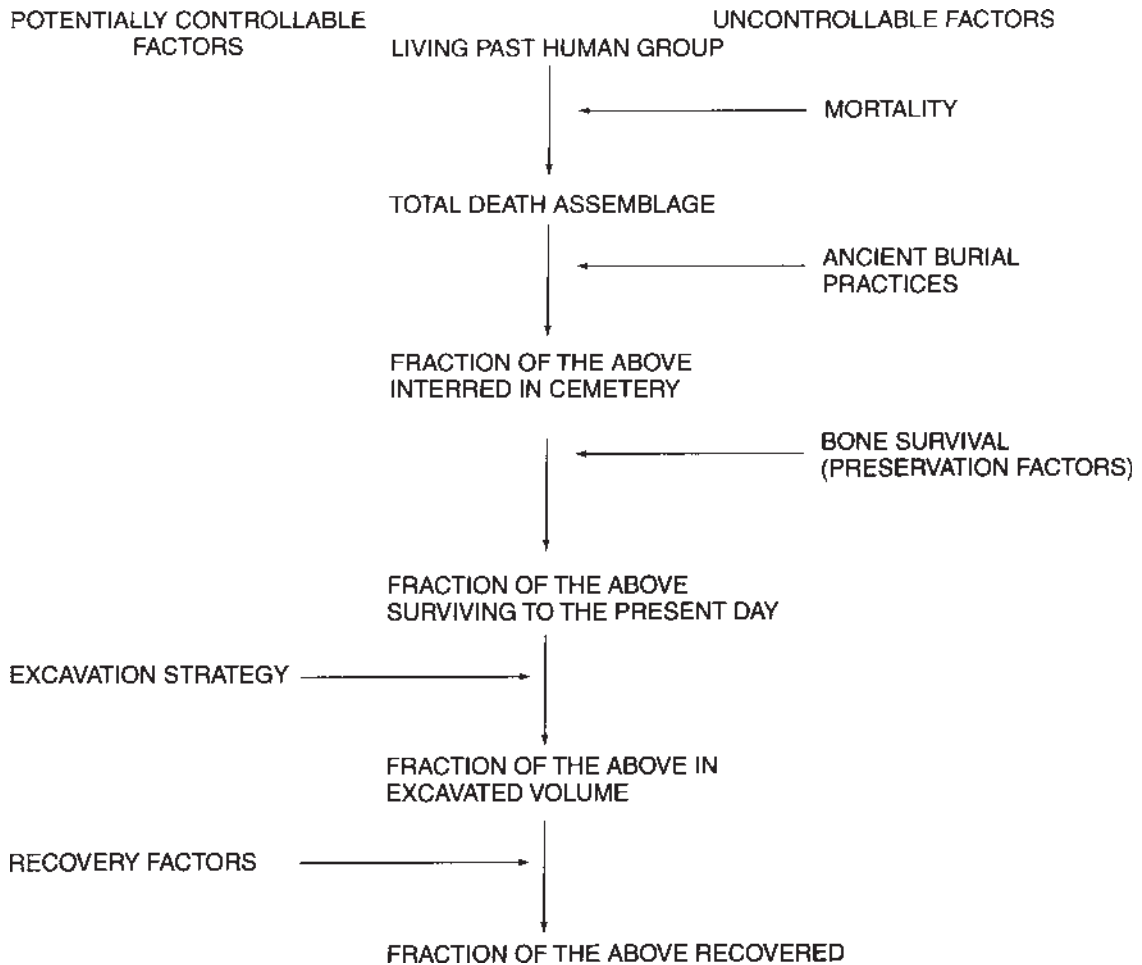 POTENTIALLY CONTROLLABLE
FACTORS
UNCONTROLLABLE FACTORS
LIVING PAST HUMAN GROUP
MORTALITY
TOTAL DEATH ASSEMBLAGE
ANCIENT BURIAL
PRACTICES
FRACTION OF THE ABOVE
INTERRED IN CEMETERY
BONE SURVIVAL
(PRESERVATION FACTORS)
FRACTION OF THE ABOVE
SURVIVING TO THE PRESENT DAY
EXCAVATION STRATEGY
FRACTION OF THE ABOVE IN
EXCAVATED VOLUME
RECOVERY FACTORS
FRACTION OF THE ABOVE RECOVERED